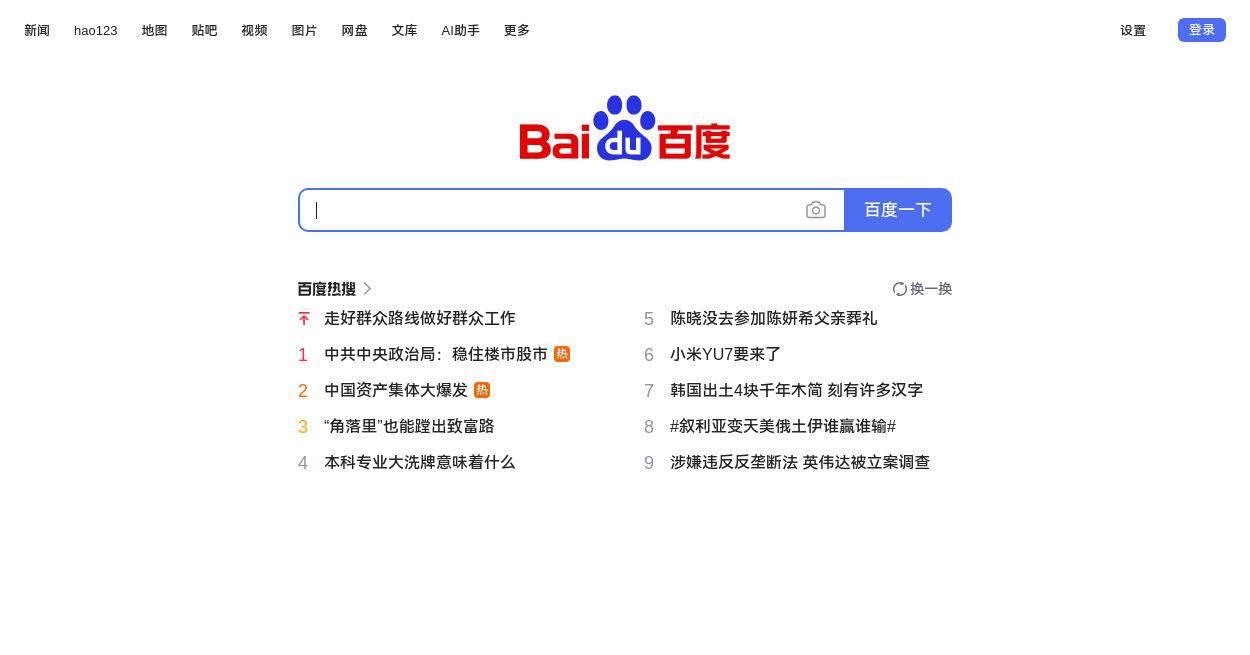 新闻 hao123 地图 贴吧 视频 图片 网盘 文库 AI助手 更多 设置 登录
Bai du 百度
百度一下
百度热搜 换一换
走好群众路线做好群众工作
1 中共中央政治局：稳住楼市股市 热
2 中国资产集体大爆发 热
3 “角落里”也能蹚出致富路
4 本科专业大洗牌意味着什么
5 陈晓没去参加陈妍希父亲葬礼
6 小米YU7要来了
7 韩国出土4块千年木简 刻有许多汉字
8 #叙利亚变天美俄土伊谁赢谁输#
9 涉嫌违反反垄断法 英伟达被立案调查